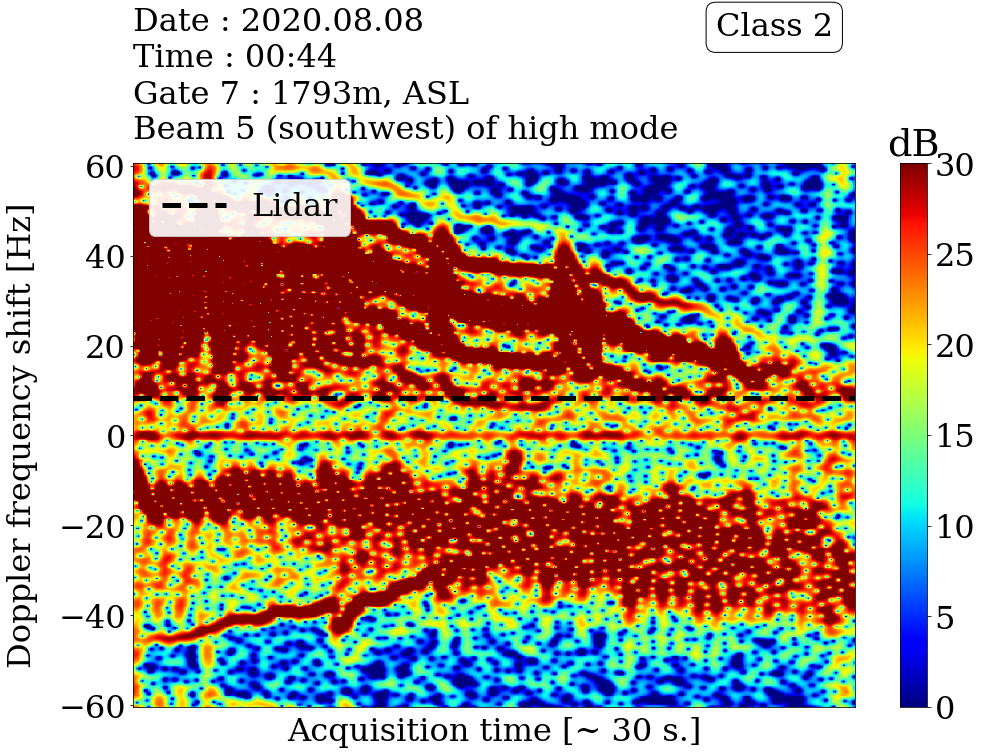 Date : 2020.08.08
Time : 00:44
Gate 7 : 1793m, ASL
Beam 5 (southwest) of high mode
Class 2
dB
Lidar
Doppler frequency shift [Hz]
60
40
20
0
−20
−40
−60
30
25
20
15
10
5
0
Acquisition time [~ 30 s.]